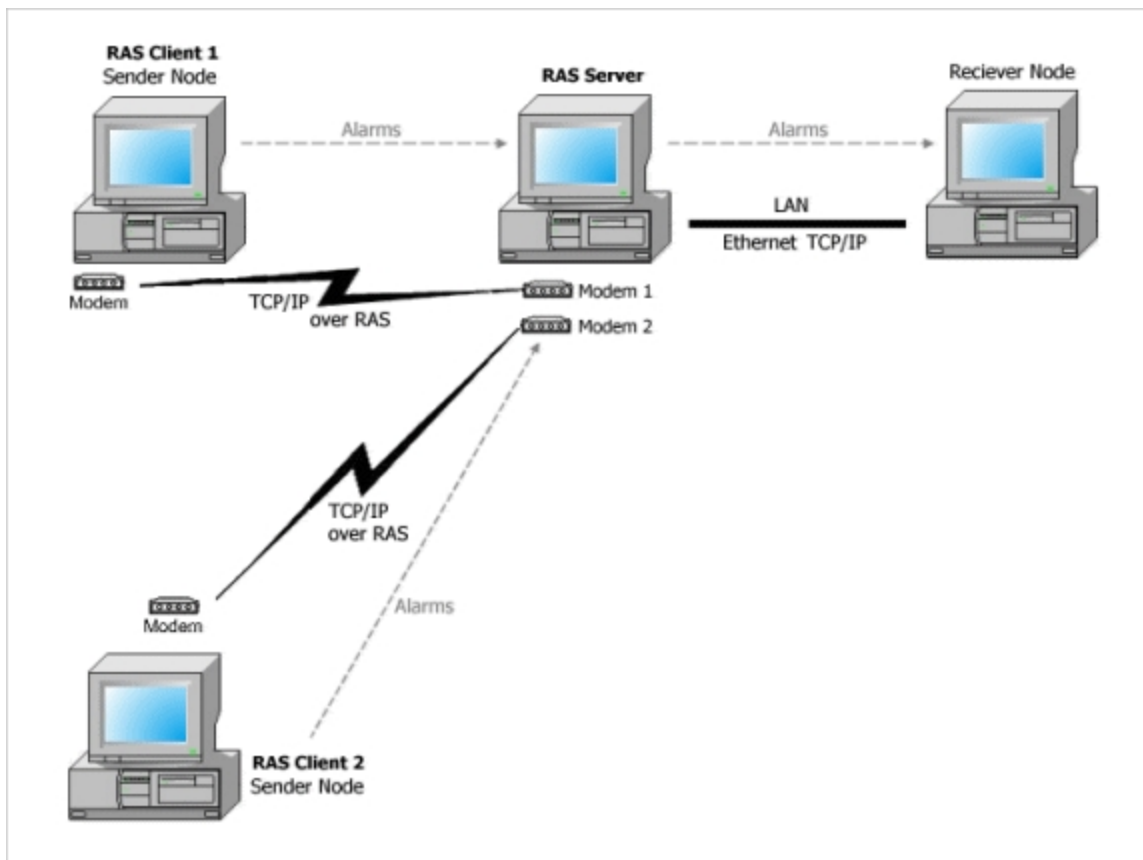 RAS Client 1
Sender Node
RAS Server
Reciever Node
Alarms
Alarms
LAN
Ethernet TCP/IP
Modem
TCP/IP
over RAS
Modem 1
Modem 2
TCP/IP
over RAS
Modem
Alarms
RAS Client 2
Sender Node